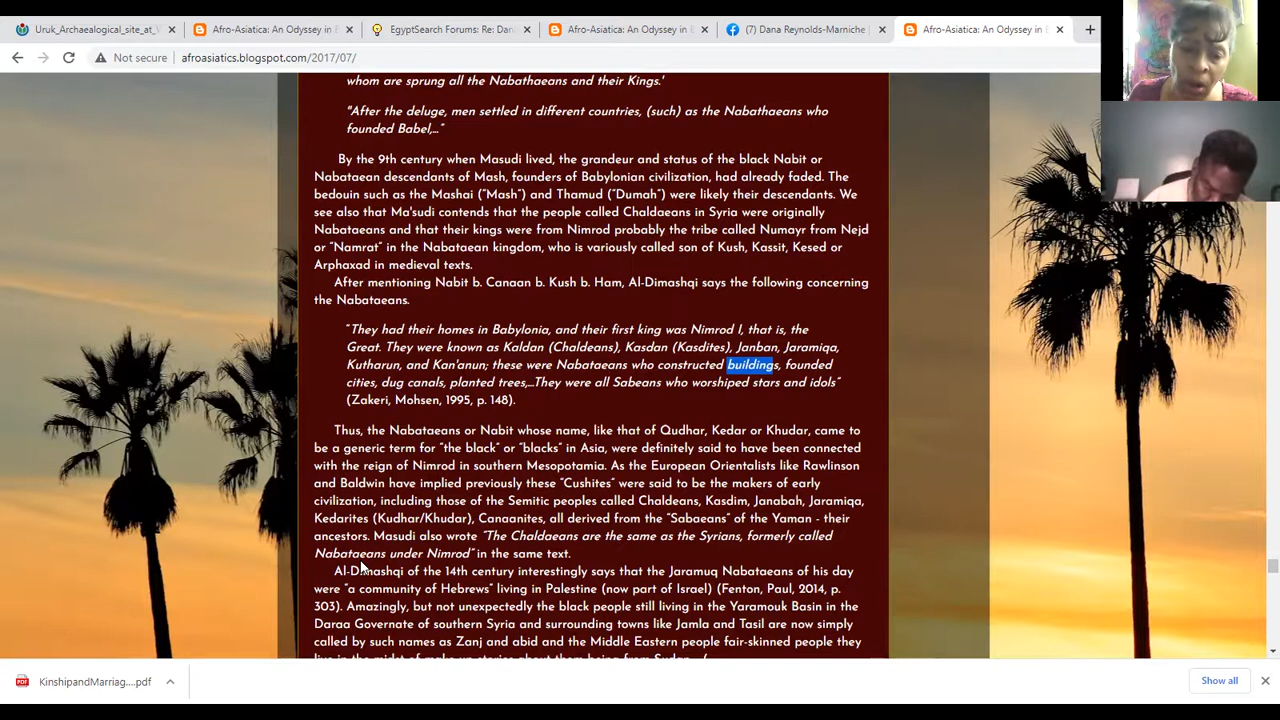 Uruk_Archaealogical_site_at_V
Afro-Asiatica: An Odyssey in E
EgyptSearch Forums: Re: Dan
Afro-Asiatica: An Odyssey in E
(7) Dana Reynolds-Marniche |
Afro-Asiatica: An Odyssey in E
Not secure | afroasiatics.blogspot.com/2017/07/
whom are sprung all the Nabathaeans and their Kings.'
"After the deluge, men settled in different countries, (such) as the Nabathaeans who
founded Babel,..."
By the 9th century when Masudi lived, the grandeur and status of the black Nabit or
Nabataean descendants of Mash, founders of Babylonian civilization, had already faded. The
bedouin such as the Mashai ("Mash") and Thamud ("Dumah") were likely their descendants. We
see also that Ma'sudi contends that the people called Chaldaeans in Syria were originally
Nabataeans and that their kings were from Nimrod probably the tribe called Numayr from Nejd
or "Namrat" in the Nabataean kingdom, who is variously called son of Kush, Kassit, Kesed or
Arphaxad in medieval texts.
After mentioning Nabit b. Canaan b. Kush b. Ham, Al-Dimashqi says the following concerning
the Nabataeans.
"They had their homes in Babylonia, and their first king was Nimrod I, that is, the
Great. They were known as Kaldan (Chaldeans), Kasdan (Kasdites), Janban, Jaramiqa,
Kutharun, and Kan'anun; these were Nabataeans who constructed buildings, founded
cities, dug canals, planted trees,...They were all Sabeans who worshiped stars and idols"
(Zakeri, Mohsen, 1995, p. 148).
Thus, the Nabataeans or Nabit whose name, like that of Qudhar, Kedar or Khudar, came to
be a generic term for "the black" or "blacks" in Asia, were definitely said to have been connected
with the reign of Nimrod in southern Mesopotamia. As the European Orientalists like Rawlinson
and Baldwin have implied previously these "Cushites" were said to be the makers of early
civilization, including those of the Semitic peoples called Chaldeans, Kasdim, Janabah, Jaramiqa,
Kedarites (Kudhar/Khudar), Canaanites, all derived from the "Sabaeans" of the Yaman - their
ancestors. Masudi also wrote "The Chaldaeans are the same as the Syrians, formerly called
Nabataeans under Nimrod" in the same text.
Al-Dimashqi of the 14th century interestingly says that the Jaramuq Nabataeans of his day
were "a community of Hebrews" living in Palestine (now part of Israel) (Fenton, Paul, 2014, p.
303). Amazingly, but not unexpectedly the black people still living in the Yaramouk Basin in the
Daraa Governate of southern Syria and surrounding towns like Jamla and Tasil are now simply
called by such names as Zanj and abid and the Middle Eastern people fair-skinned people they
live in the midst of make up stories about them being from Sudan. (
KinshipandMarriag....pdf
Show all